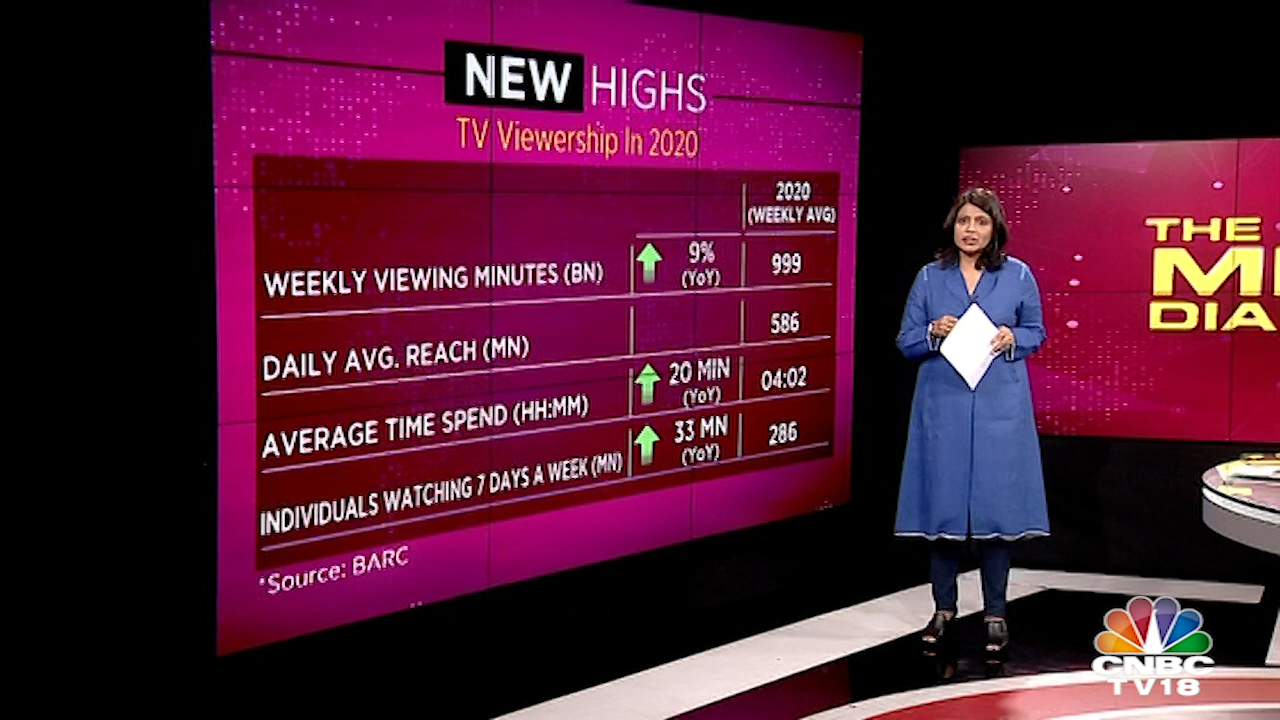 NEW HIGHS
TV Viewership In 2020
2020
(WEEKLY AVG)
WEEKLY VIEWING MINUTES (BN) 9% (YoY) 999
DAILY AVG. REACH (MN) 586
AVERAGE TIME SPEND (HH:MM) 20 MIN (YoY) 04:02
INDIVIDUALS WATCHING 7 DAYS A WEEK (MN) 33 MN (YoY) 286
*Source: BARC
THE
CNBC
TV18